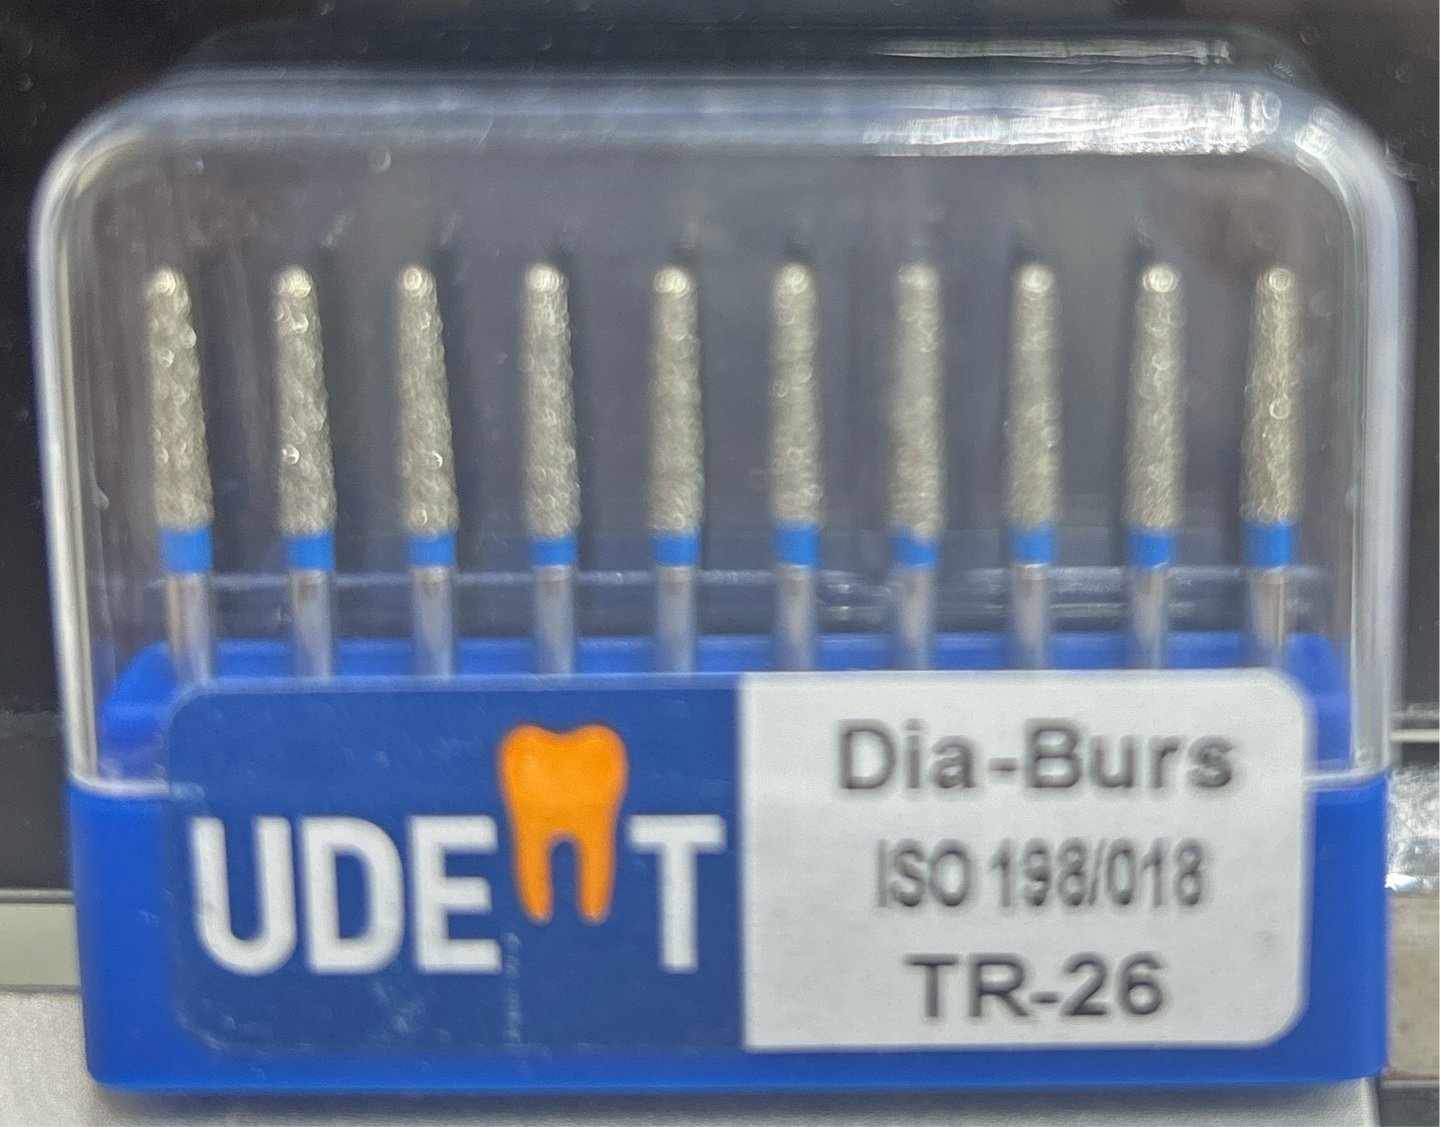 UDENT
Dia-Burs
ISO 198/018
TR-26